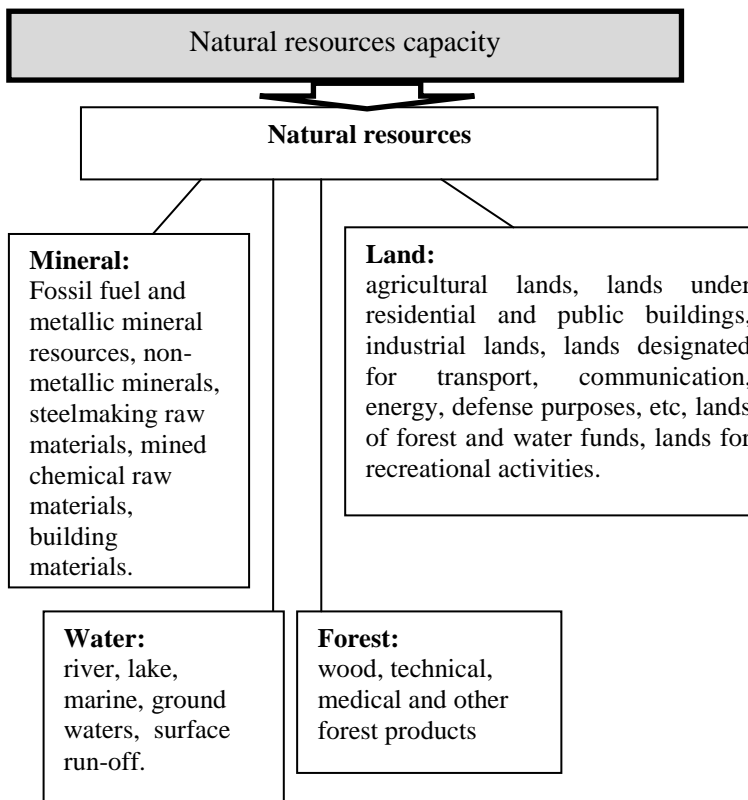 Natural resources capacity
Natural resources
Mineral:
Fossil fuel and
metallic mineral
resources, non-
metallic minerals,
steelmaking raw
materials, mined
chemical raw
materials,
building
materials.
Land:
agricultural lands, lands under
residential and public buildings,
industrial lands, lands designated
for transport, communication,
energy, defense purposes, etc, lands
of forest and water funds, lands for
recreational activities.
Water:
river, lake,
marine, ground
waters, surface
run-off.
Forest:
wood, technical,
medical and other
forest products